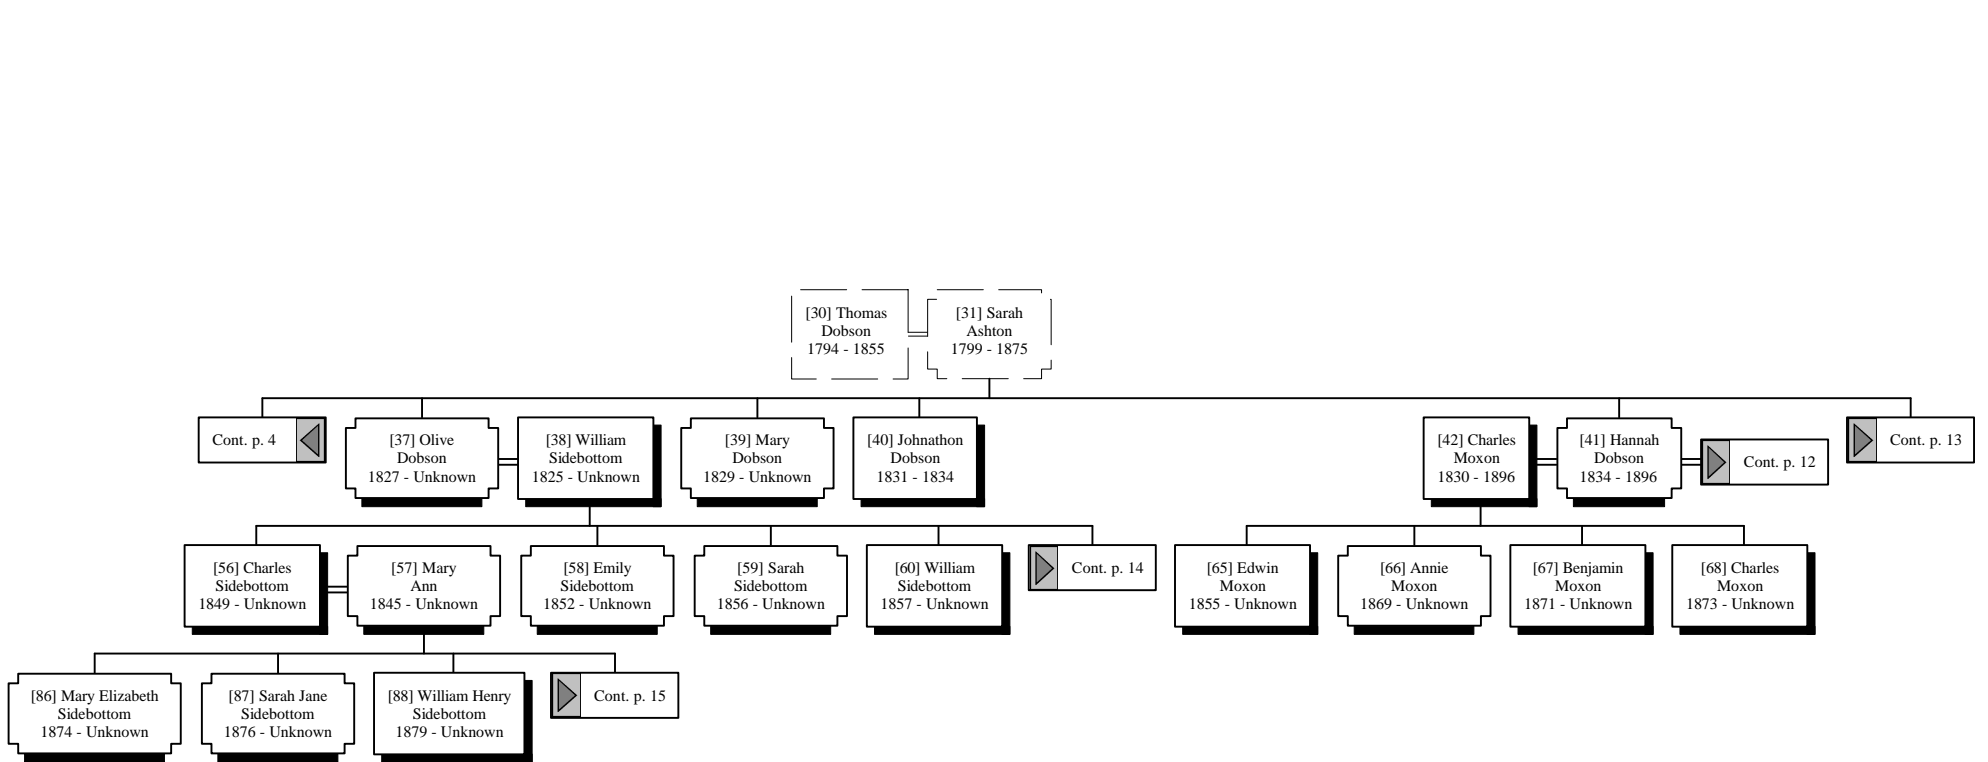 [30] Thomas
Dobson
1794 - 1855
[31] Sarah
Ashton
1799 - 1875
Cont. p. 4
[37] Olive
Dobson
1827 - Unknown
[38] William
Sidebottom
1825 - Unknown
[39] Mary
Dobson
1829 - Unknown
[40] Johnathon
Dobson
1831 - 1834
[42] Charles
Moxon
1830 - 1896
[41] Hannah
Dobson
1834 - 1896
Cont. p. 12
Cont. p. 13
[56] Charles
Sidebottom
1849 - Unknown
[57] Mary
Ann
1845 - Unknown
[58] Emily
Sidebottom
1852 - Unknown
[59] Sarah
Sidebottom
1856 - Unknown
[60] William
Sidebottom
1857 - Unknown
Cont. p. 14
[65] Edwin
Moxon
1855 - Unknown
[66] Annie
Moxon
1869 - Unknown
[67] Benjamin
Moxon
1871 - Unknown
[68] Charles
Moxon
1873 - Unknown
[86] Mary Elizabeth
Sidebottom
1874 - Unknown
[87] Sarah Jane
Sidebottom
1876 - Unknown
[88] William Henry
Sidebottom
1879 - Unknown
Cont. p. 15